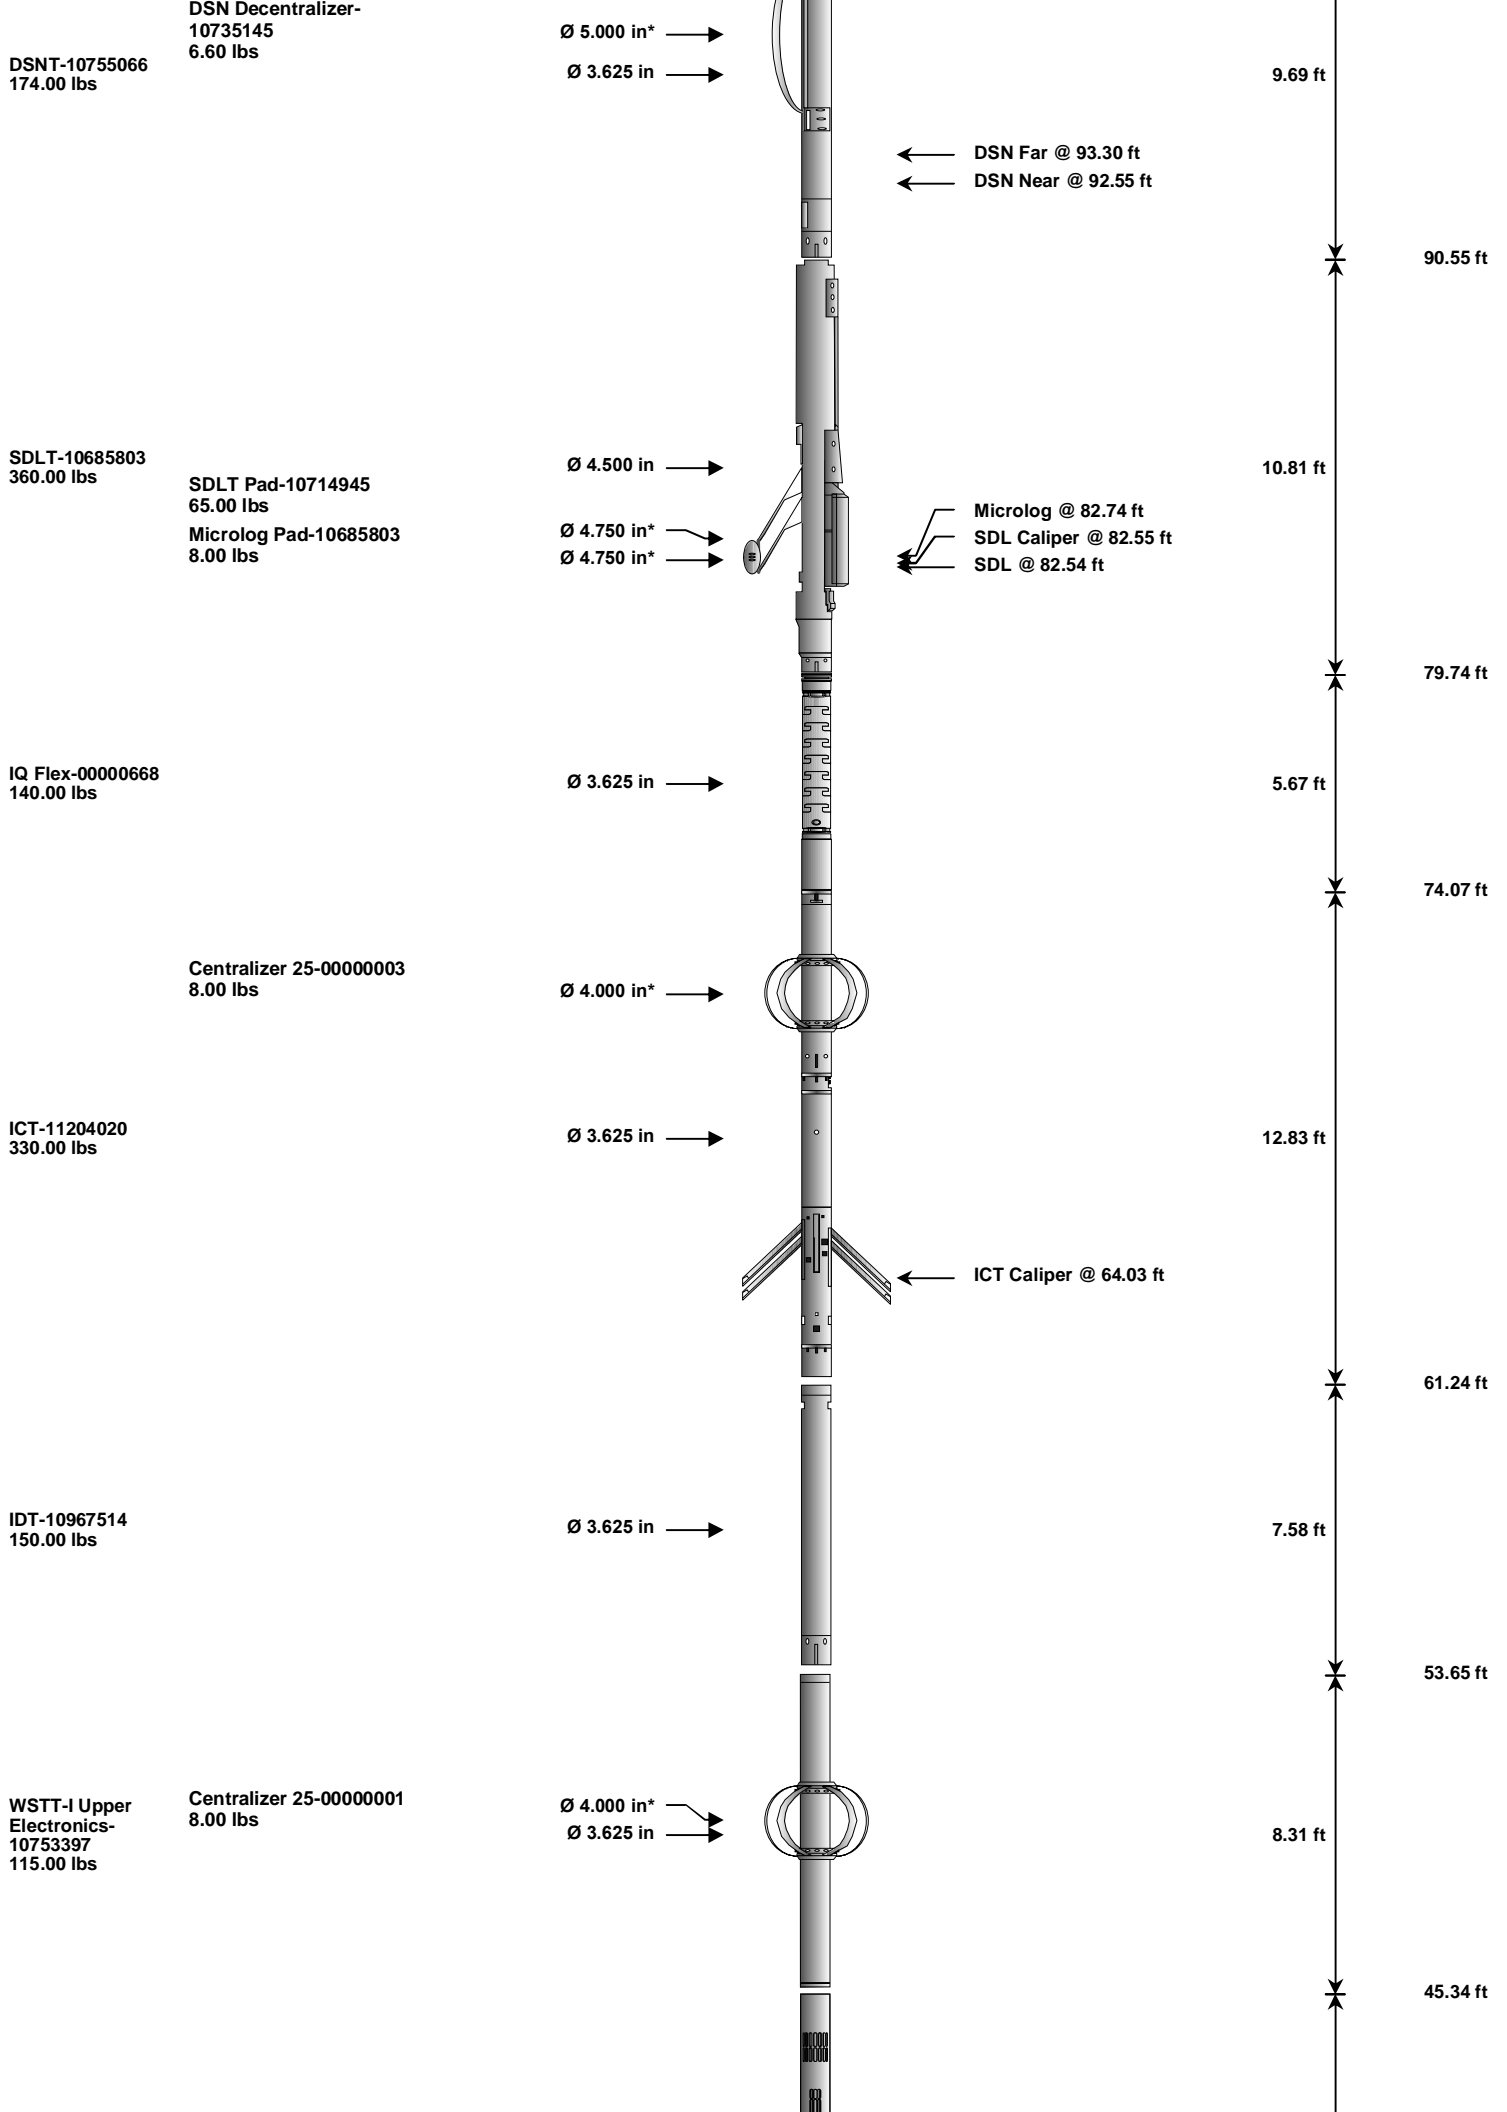 DSN Decentralizer-
10735145
6.60 lbs
Ø 5.000 in*
DSNT-10755066
174.00 lbs
Ø 3.625 in
9.69 ft
DSN Far @ 93.30 ft
DSN Near @ 92.55 ft
90.55 ft
SDLT-10685803
360.00 lbs
Ø 4.500 in
10.81 ft
SDLT Pad-10714945
65.00 lbs
Microlog Pad-10685803
8.00 lbs
Ø 4.750 in*
Ø 4.750 in*
Microlog @ 82.74 ft
SDL Caliper @ 82.55 ft
SDL @ 82.54 ft
79.74 ft
IQ Flex-00000668
140.00 lbs
Ø 3.625 in
5.67 ft
74.07 ft
Centralizer 25-00000003
8.00 lbs
Ø 4.000 in*
ICT-11204020
330.00 lbs
Ø 3.625 in
12.83 ft
ICT Caliper @ 64.03 ft
61.24 ft
IDT-10967514
150.00 lbs
Ø 3.625 in
7.58 ft
53.65 ft
WSTT-I Upper
Electronics-
10753397
115.00 lbs
Centralizer 25-00000001
8.00 lbs
Ø 4.000 in*
Ø 3.625 in
8.31 ft
45.34 ft